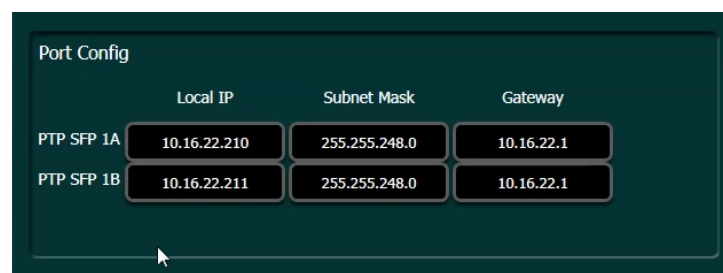 Port Config
Local IP Subnet Mask Gateway
PTP SFP 1A 10.16.22.210 255.255.248.0 10.16.22.1
PTP SFP 1B 10.16.22.211 255.255.248.0 10.16.22.1